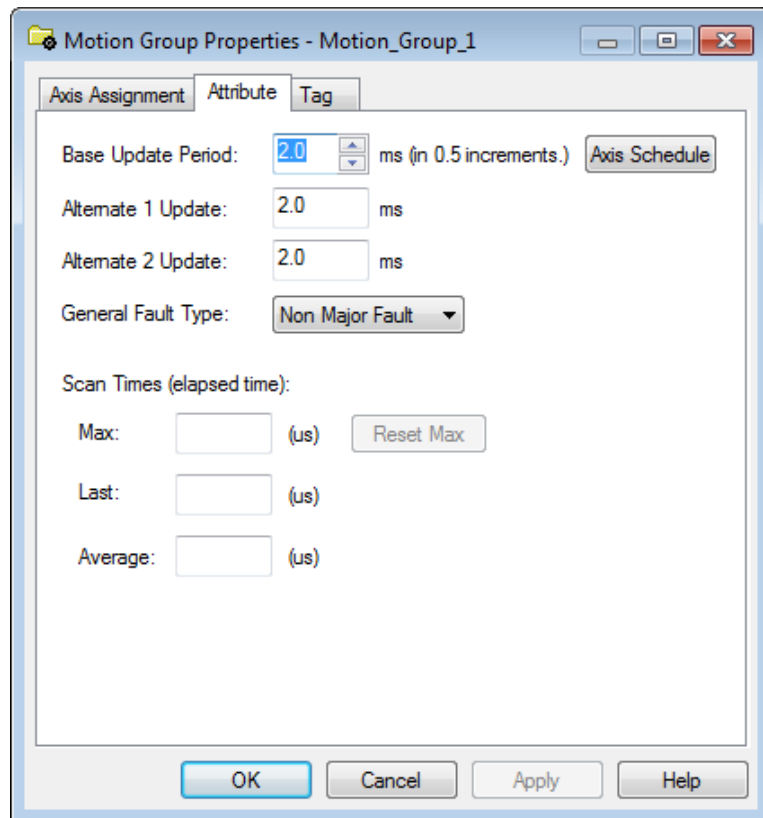 Motion Group Properties - Motion_Group_1
Axis Assignment Attribute Tag
Base Update Period: 2.0 ms (in 0.5 increments.) Axis Schedule
Alternate 1 Update: 2.0 ms
Alternate 2 Update: 2.0 ms
General Fault Type: Non Major Fault
Scan Times (elapsed time):
Max: (us) Reset Max
Last: (us)
Average: (us)
OK Cancel Apply Help